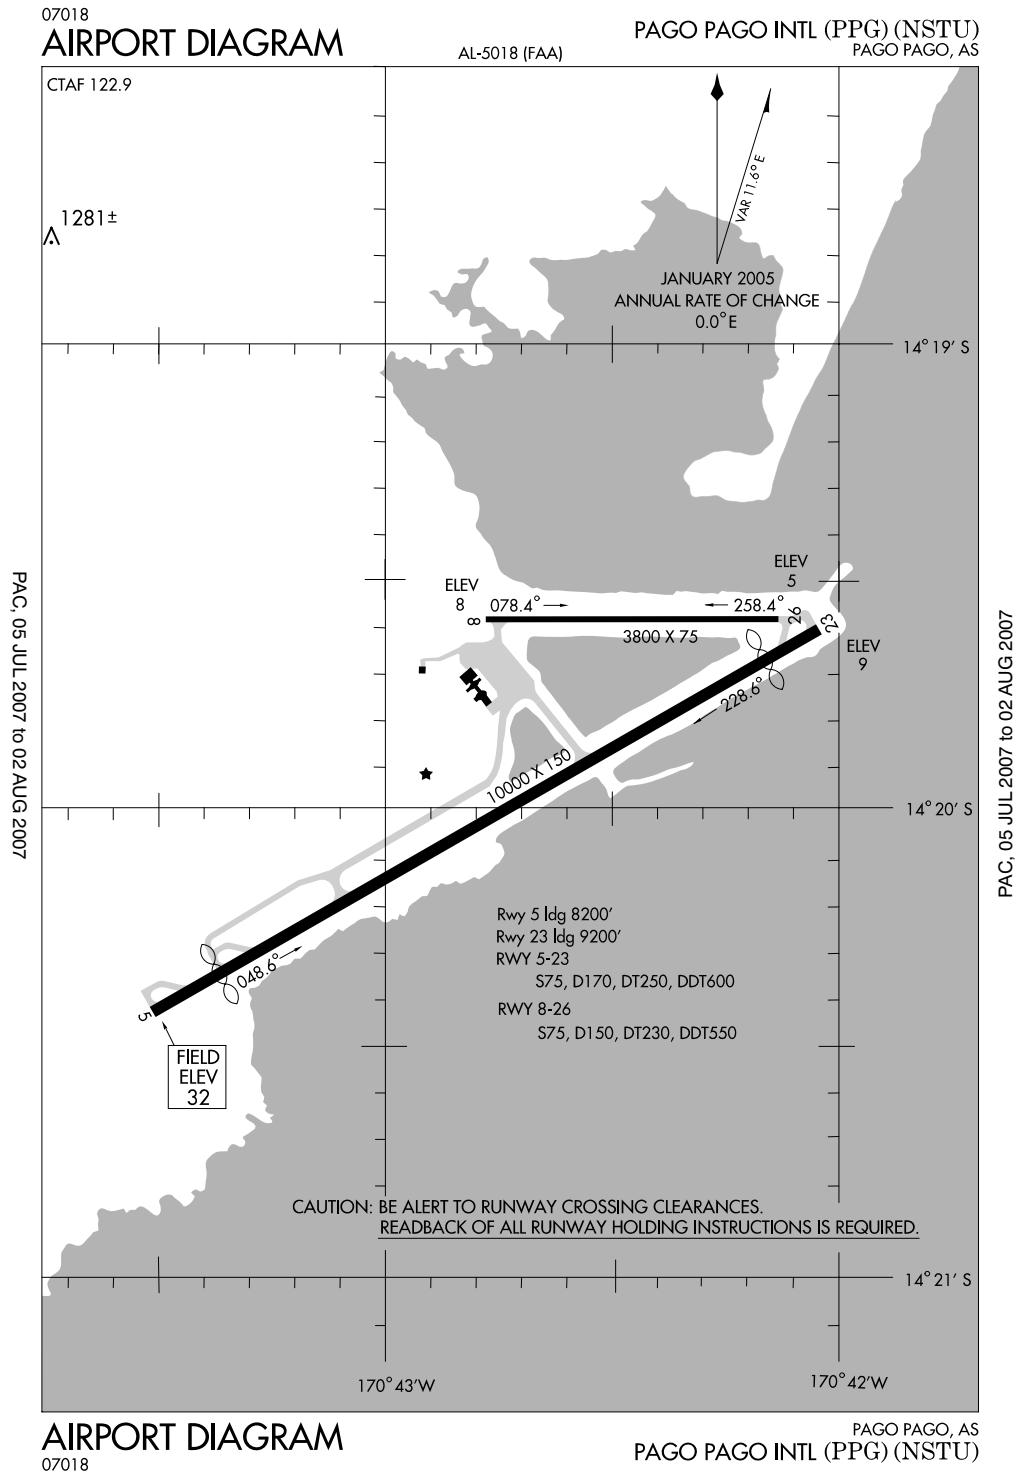 07018
AIRPORT DIAGRAM
AL-5018 (FAA)
PAGO PAGO INTL (PPG) (NSTU)
PAGO PAGO, AS
CTAF 122.9
1281±
VAR 11.6° E
JANUARY 2005
ANNUAL RATE OF CHANGE
0.0° E
14° 19' S
ELEV
5
ELEV
8
8
078.4°
258.4°
26
23
3800 X 75
ELEV
9
228.6°
10000 X 150
14° 20' S
Rwy 5 ldg 8200'
Rwy 23 ldg 9200'
RWY 5-23
S75, D170, DT250, DDT600
RWY 8-26
S75, D150, DT230, DDT550
048.6°
5
FIELD
ELEV
32
CAUTION: BE ALERT TO RUNWAY CROSSING CLEARANCES.
READBACK OF ALL RUNWAY HOLDING INSTRUCTIONS IS REQUIRED.
14° 21' S
170° 43' W
170° 42' W
PAC, 05 JUL 2007 to 02 AUG 2007
PAC, 05 JUL 2007 to 02 AUG 2007
AIRPORT DIAGRAM
07018
PAGO PAGO, AS
PAGO PAGO INTL (PPG) (NSTU)